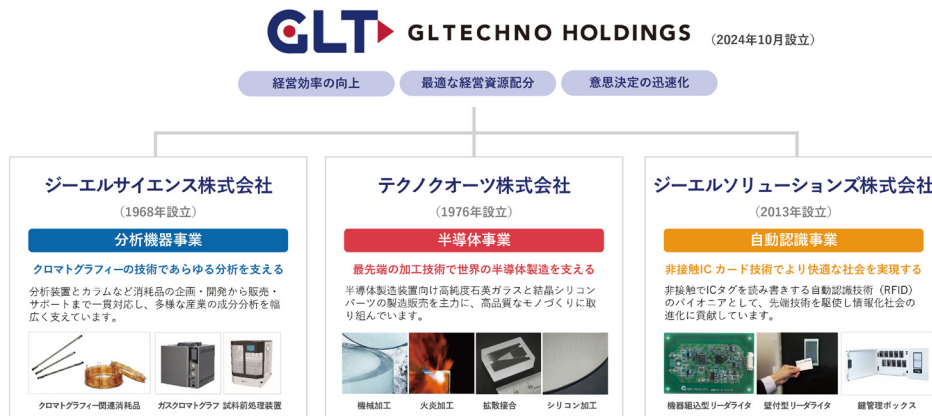 GLT GLTECHNO HOLDINGS (2024年10月設立)
経営効率の向上 最適な経営資源配分 意思決定の迅速化
ジーエルサイエンス株式会社
(1968年設立)
分析機器事業
クロマトグラフィーの技術であらゆる分析を支える
分析装置とカラムなど消耗品の企画・開発から販売・
サポートまで一貫対応し、多様な産業の成分分析を幅
広く支えています。
クロマトグラフィー関連消耗品 ガスクロマトグラフ 試料前処理装置
テクノクオーツ株式会社
(1976年設立)
半導体事業
最先端の加工技術で世界の半導体製造を支える
半導体製造装置向け高純度石英ガラスと結晶シリコン
パーツの製造販売を主力に、高品質なモノづくりに取
り組んでいます。
機械加工 火炎加工 拡散接合 シリコン加工
ジーエルソリューションズ株式会社
(2013年設立)
自動認識事業
非接触IC カード技術でより快適な社会を実現する
非接触でICタグを読み書きする自動認識技術(RFID)
のパイオニアとして、先端技術を駆使し情報化社会の
進化に貢献しています。
機器組込型リーダライタ 壁付型リーダライタ 鍵管理ボックス